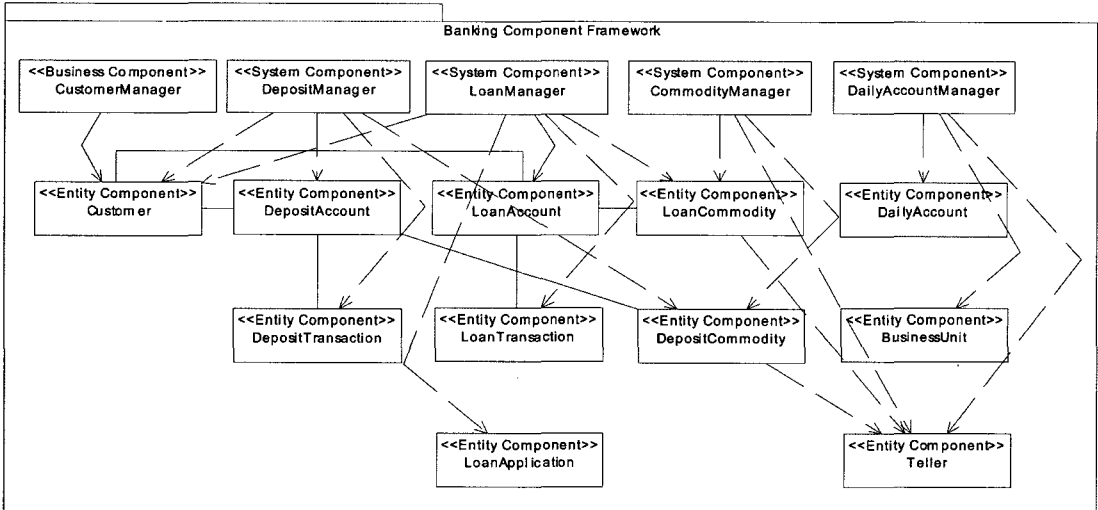 Banking Component Framework
<<Business Component>>
CustomerManager
<<System Component>>
DepositManager
<<System Component>>
LoanManager
<<System Component>>
CommodityManager
<<System Component>>
DailyAccountManager
<<Entity Component>>
Customer
<<Entity Component>>
DepositAccount
<<Entity Component>>
LoanAccount
<<Entity Component>>
LoanCommodity
<<Entity Component>>
DailyAccount
<<Entity Component>>
DepositTransaction
<<Entity Component>>
LoanTransaction
<<Entity Component>>
DepositCommodity
<<Entity Component>>
BusinessUnit
<<Entity Component>>
LoanApplication
<<Entity Component>>
Teller